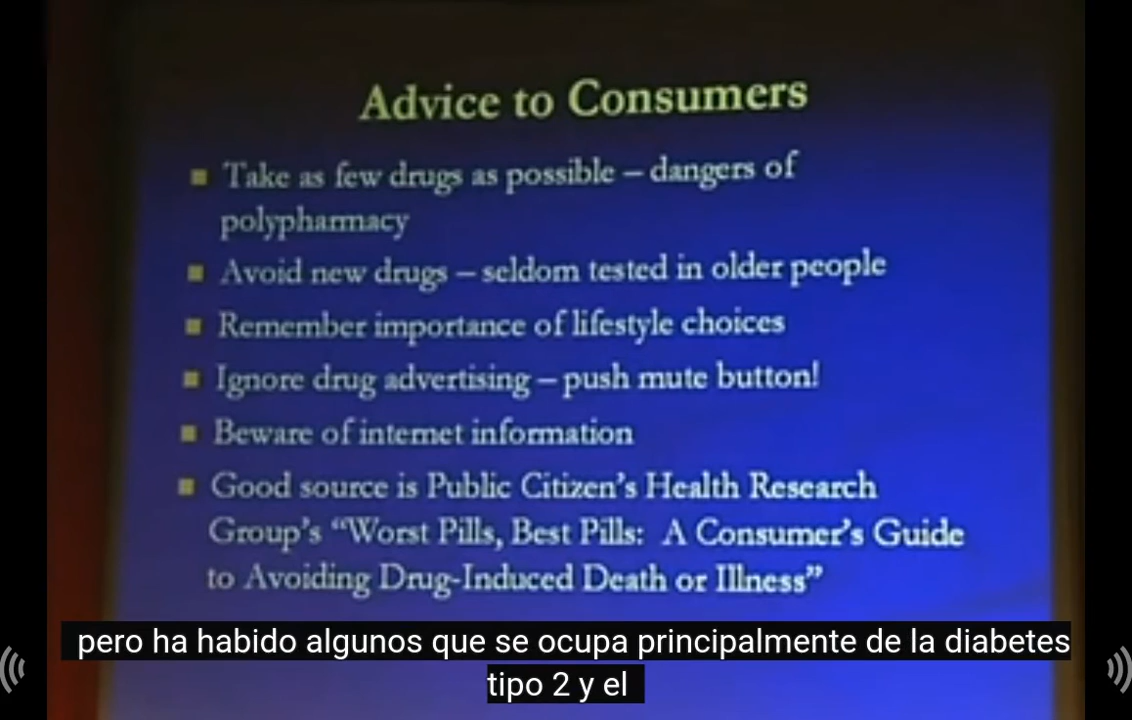 Advice to Consumers
Take as few drugs as possible – dangers of
polypharmacy
Avoid new drugs – seldom tested in older people
Remember importance of lifestyle choices
Ignore drug advertising – push mute button!
Beware of internet information
Good source is Public Citizen's Health Research
Group's “Worst Pills, Best Pills: A Consumer's Guide
to Avoiding Drug-Induced Death or Illness”
pero ha habido algunos que se ocupa principalmente de la diabetes
tipo 2 y el